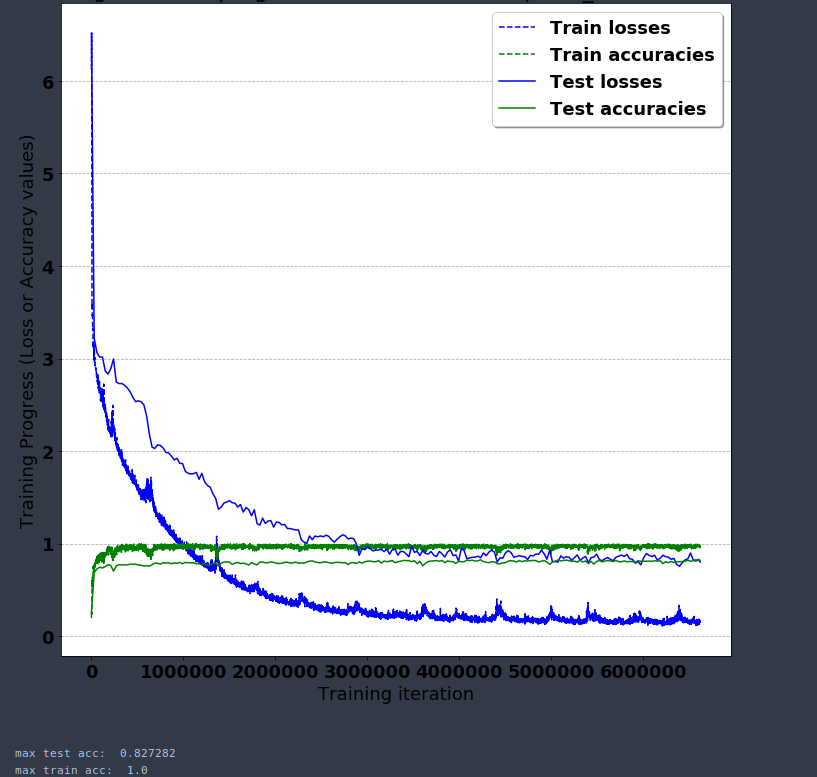 Train losses
Train accuracies
Test losses
Test accuracies
6
5
4
3
2
1
0
Training Progress (Loss or Accuracy values)
0 1000000 2000000 3000000 4000000 5000000 6000000
Training iteration
max test acc: 0.827282
max train acc: 1.0